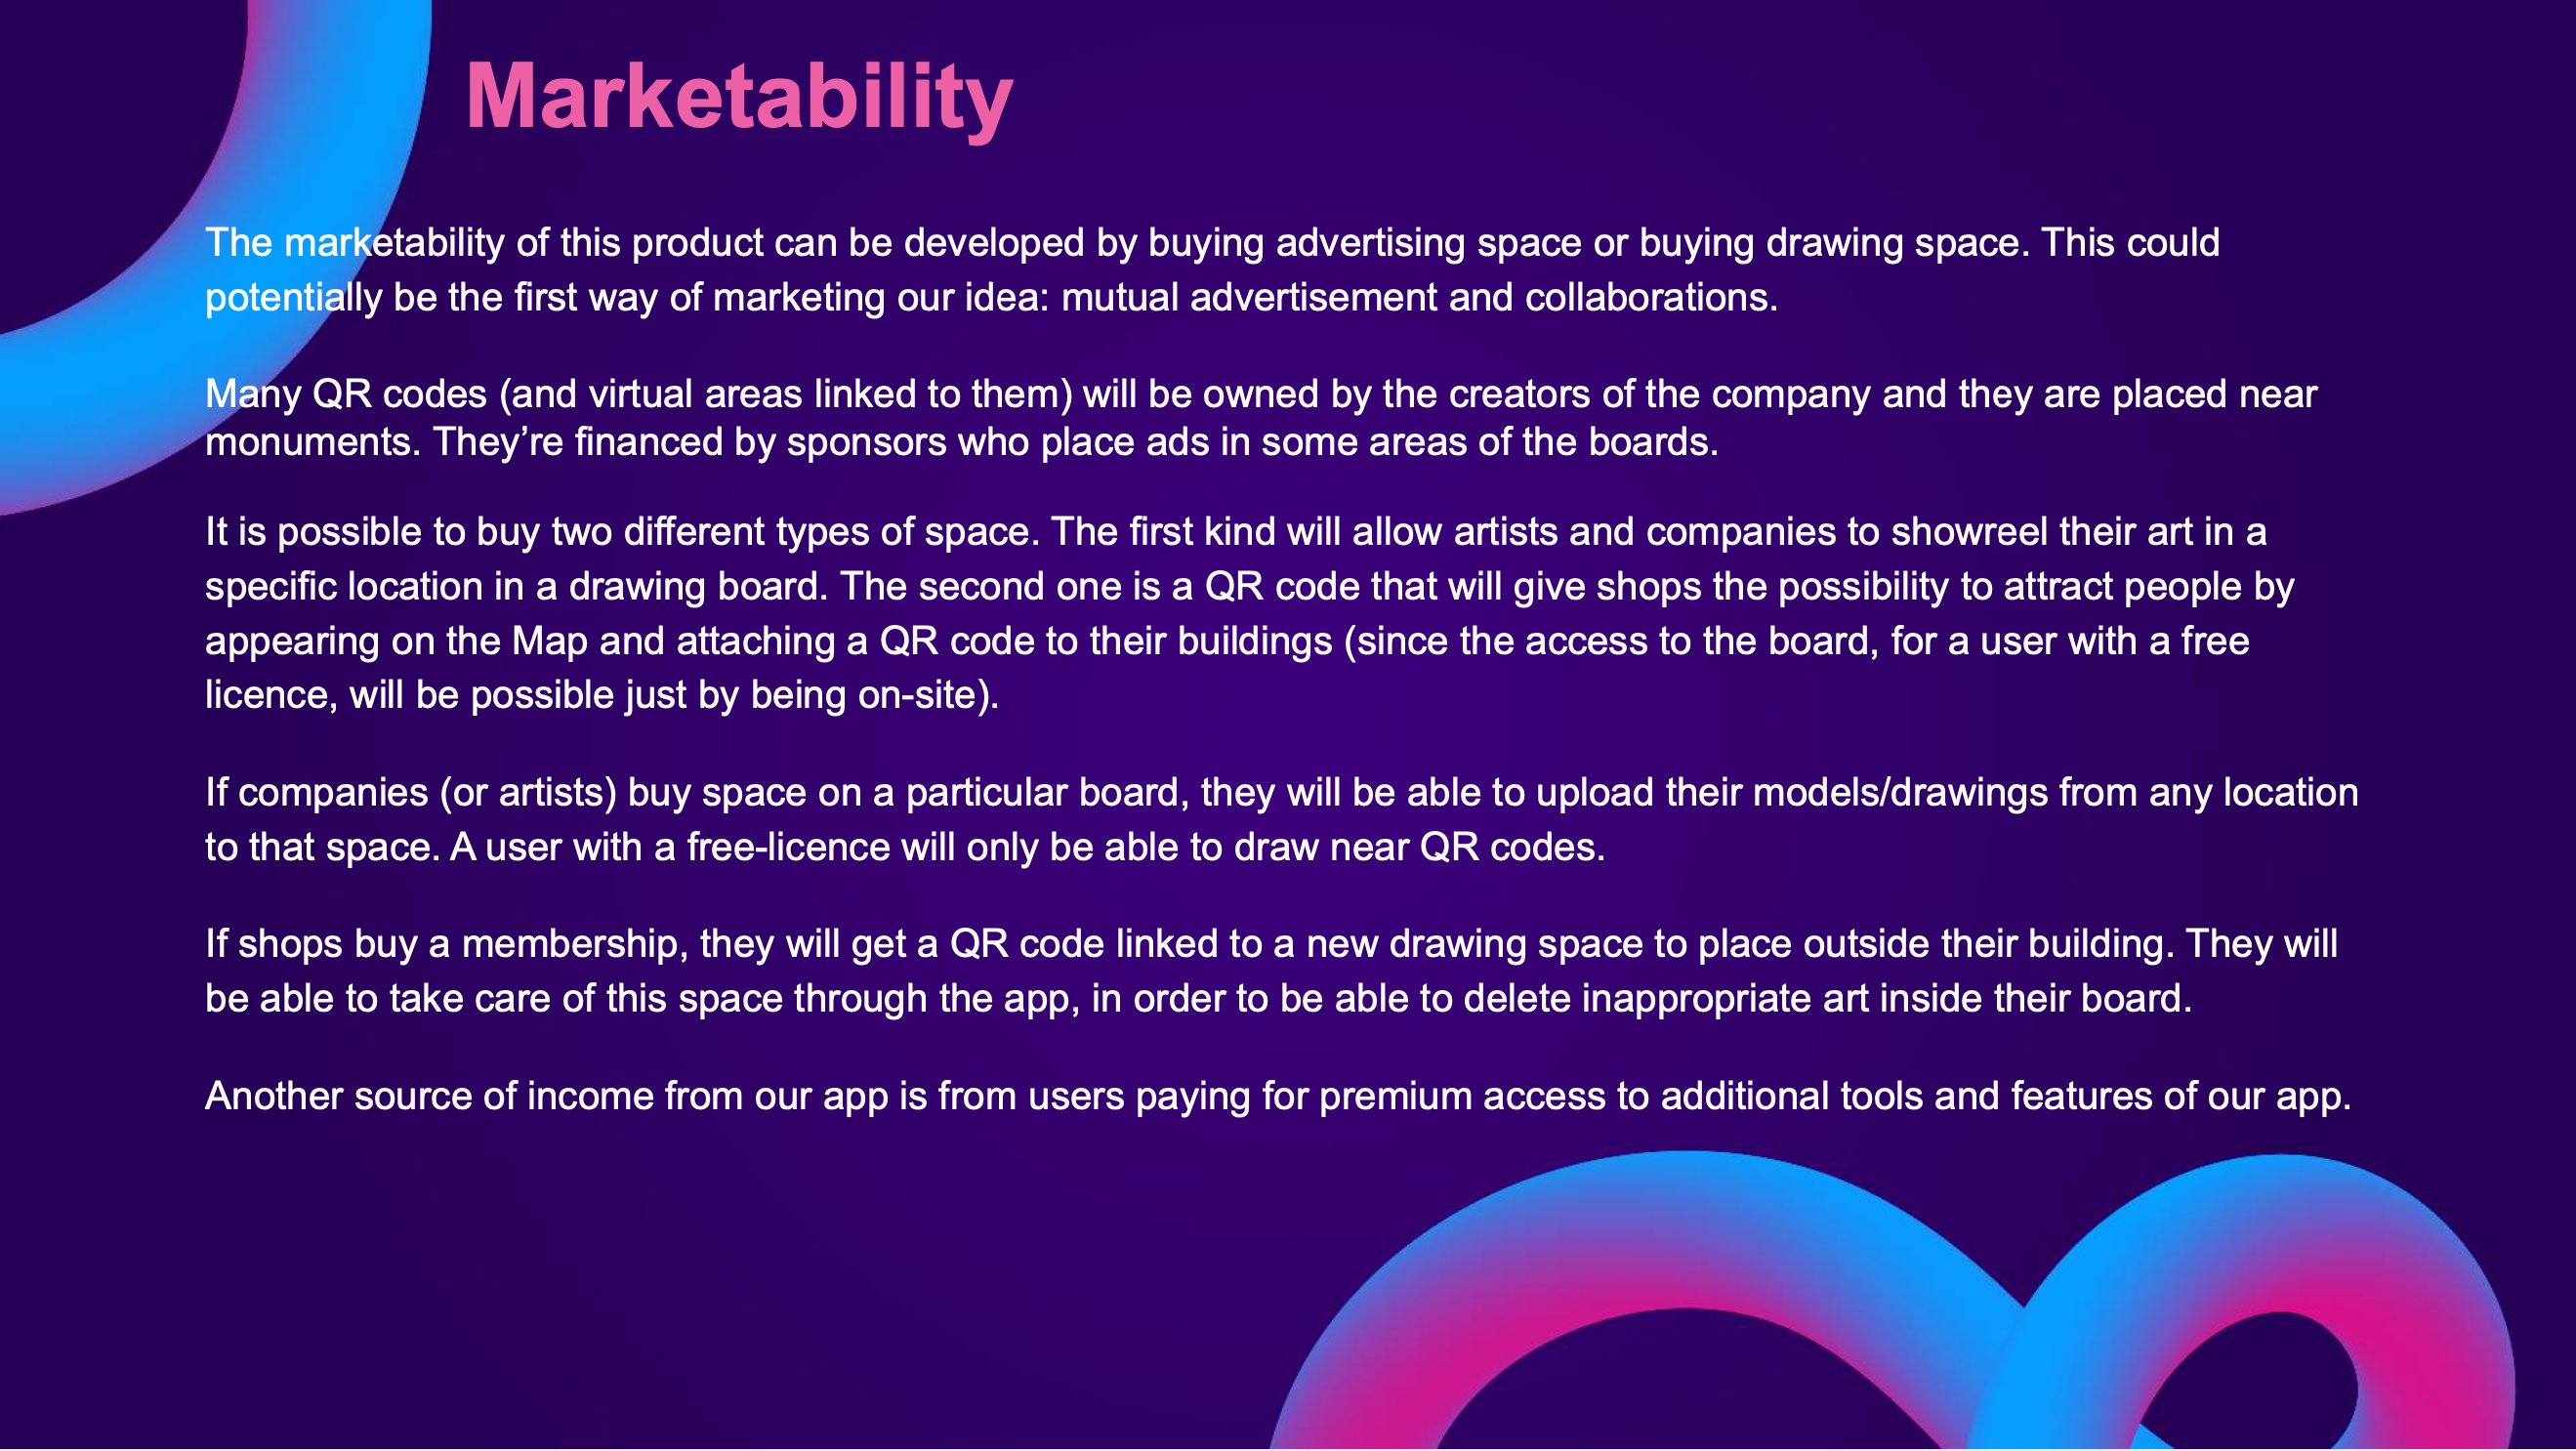 Marketability
The marketability of this product can be developed by buying advertising space or buying drawing space. This could
potentially be the first way of marketing our idea: mutual advertisement and collaborations.
Many QR codes (and virtual areas linked to them) will be owned by the creators of the company and they are placed near
monuments. They’re financed by sponsors who place ads in some areas of the boards.
It is possible to buy two different types of space. The first kind will allow artists and companies to showreel their art in a
specific location in a drawing board. The second one is a QR code that will give shops the possibility to attract people by
appearing on the Map and attaching a QR code to their buildings (since the access to the board, for a user with a free
licence, will be possible just by being on-site).
If companies (or artists) buy space on a particular board, they will be able to upload their models/drawings from any location
to that space. A user with a free-licence will only be able to draw near QR codes.
If shops buy a membership, they will get a QR code linked to a new drawing space to place outside their building. They will
be able to take care of this space through the app, in order to be able to delete inappropriate art inside their board.
Another source of income from our app is from users paying for premium access to additional tools and features of our app.